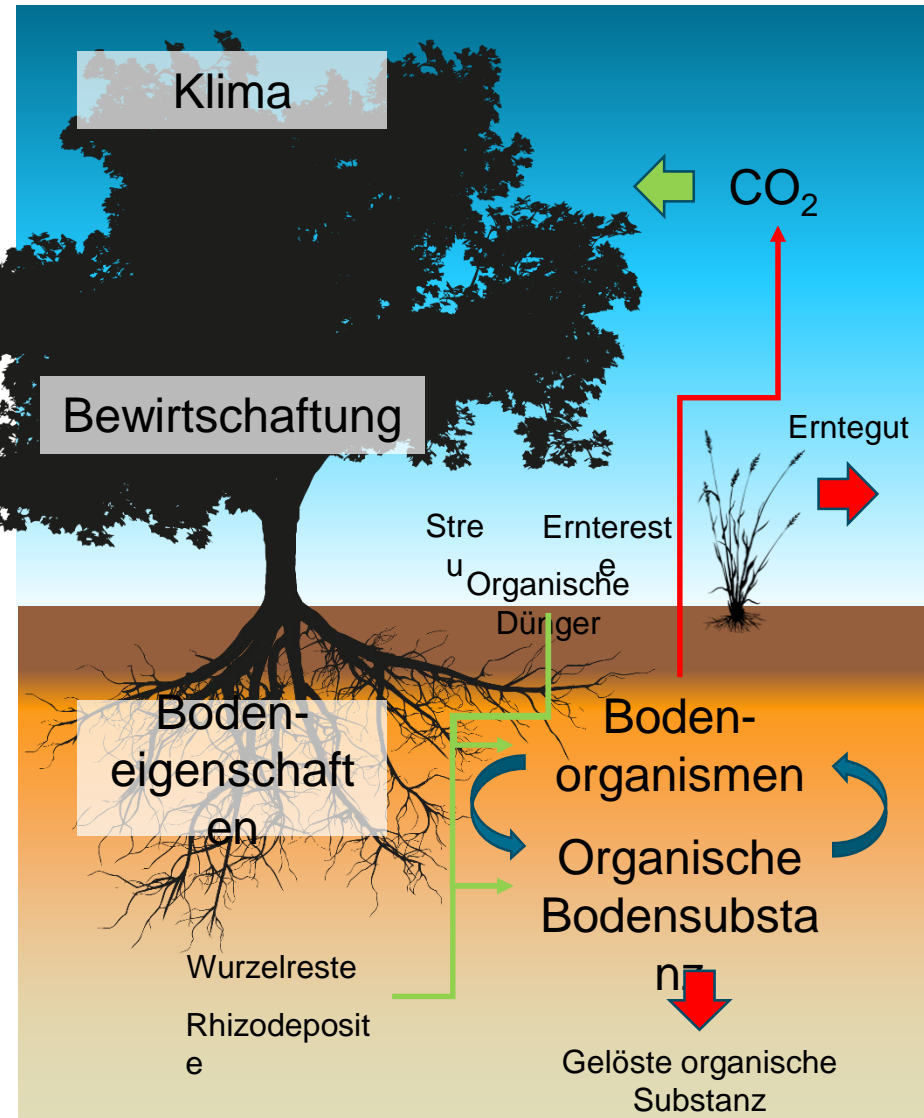 Klima
CO₂
Bewirtschaftung
Erntegut
Stre
u
Ernterest
e
Organische
Dünger
Boden-
eigenschaft
en
Boden-
organismen
Organische
Bodensubsta
nz
Wurzelreste
Rhizodeposit
e
Gelöste organische
Substanz